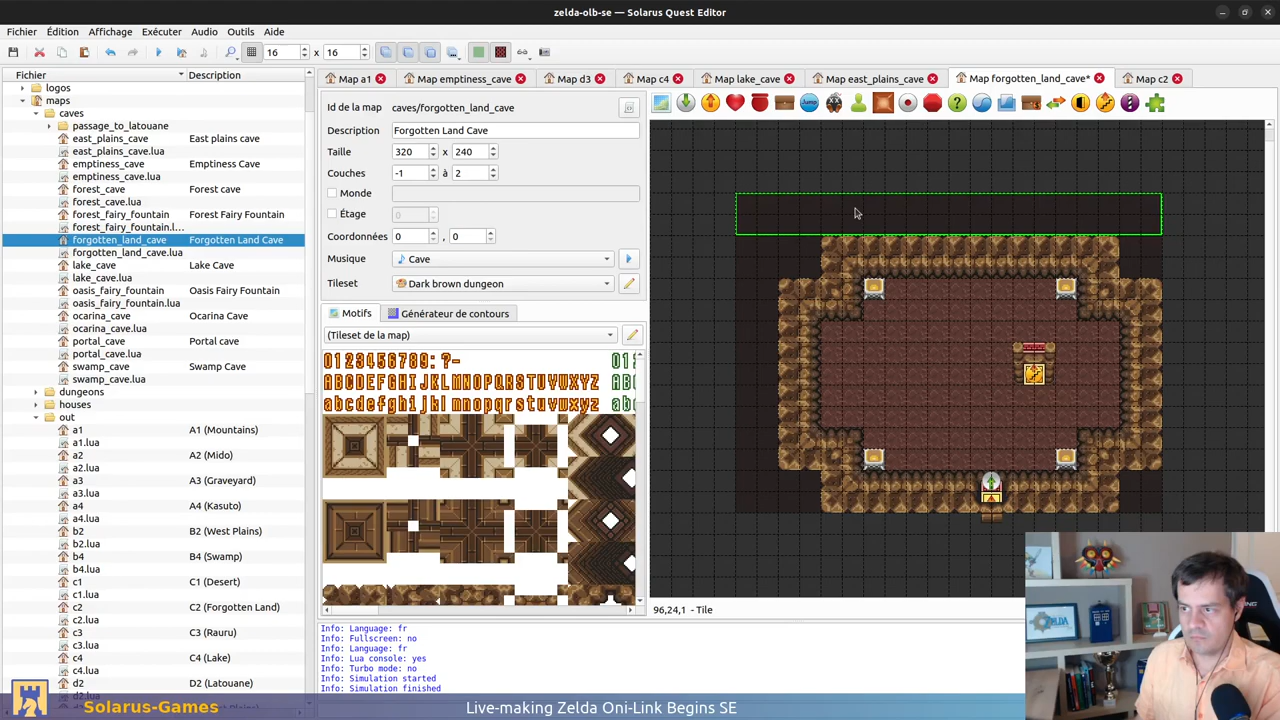 zelda-olb-se — Solarus Quest Editor
Fichier Édition Affichage Exécuter Audio Outils Aide
16 x 16
Fichier Description
logos
maps
caves
passage_to_latouane
east_plains_cave East plains cave
east_plains_cave.lua
emptiness_cave Emptiness Cave
emptiness_cave.lua
forest_cave Forest cave
forest_cave.lua
forest_fairy_fountain Forest Fairy Fountain
forest_fairy_fountain.l...
forgotten_land_cave Forgotten Land Cave
forgotten_land_cave.lua
lake_cave Lake Cave
lake_cave.lua
oasis_fairy_fountain Oasis Fairy Fountain
oasis_fairy_fountain.lua
ocarina_cave Ocarina Cave
ocarina_cave.lua
portal_cave Portal cave
portal_cave.lua
swamp_cave Swamp Cave
swamp_cave.lua
dungeons
houses
out
a1 A1 (Mountains)
a1.lua
a2 A2 (Mido)
a2.lua
a3 A3 (Graveyard)
a3.lua
a4 A4 (Kasuto)
a4.lua
b2 B2 (West Plains)
b2.lua
b4 B4 (Swamp)
b4.lua
c1 C1 (Desert)
c1.lua
c2 C2 (Forgotten Land)
c2.lua
c3 C3 (Rauru)
c3.lua
c4 C4 (Lake)
c4.lua
d2 D2 (Latouane)
d2.lua
Map a1 Map emptiness_cave Map d3 Map c4 Map lake_cave Map east_plains_cave Map forgotten_land_cave* Map c2
Id de la map caves/forgotten_land_cave
Description Forgotten Land Cave
Taille 320 x 240
Couches -1 à 2
Monde
Étage 0
Coordonnées 0 , 0
Musique Cave
Tileset Dark brown dungeon
Motifs Générateur de contours
(Tileset de la map)
0123456789:?- 01
ABCDEFGHIJKLMNOPQRSTUVWXYZ ABC
abcdefghijklmnopqrstuvwxyz abc
Jump
96,24,1 - Tile
Info: Language: fr
Info: Fullscreen: no
Info: Language: fr
Info: Lua console: yes
Info: Turbo mode: no
Info: Simulation started
Info: Simulation finished
Solarus-Games
Live-making Zelda Oni-Link Begins SE